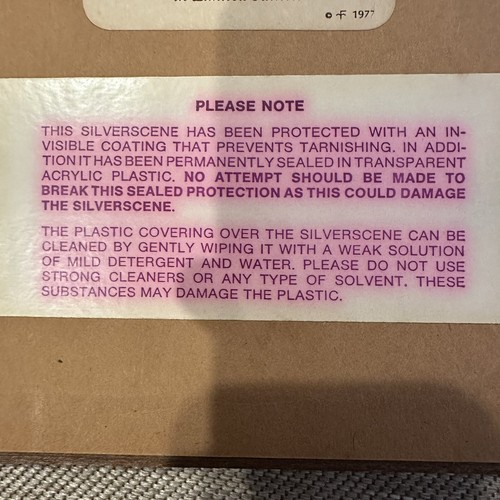 © 1977
PLEASE NOTE
THIS SILVERSCENE HAS BEEN PROTECTED WITH AN IN-
VISIBLE COATING THAT PREVENTS TARNISHING. IN ADDI-
TION IT HAS BEEN PERMANENTLY SEALED IN TRANSPARENT
ACRYLIC PLASTIC. NO ATTEMPT SHOULD BE MADE TO
BREAK THIS SEALED PROTECTION AS THIS COULD DAMAGE
THE SILVERSCENE.
THE PLASTIC COVERING OVER THE SILVERSCENE CAN BE
CLEANED BY GENTLY WIPING IT WITH A WEAK SOLUTION
OF MILD DETERGENT AND WATER. PLEASE DO NOT USE
STRONG CLEANERS OR ANY TYPE OF SOLVENT. THESE
SUBSTANCES MAY DAMAGE THE PLASTIC.